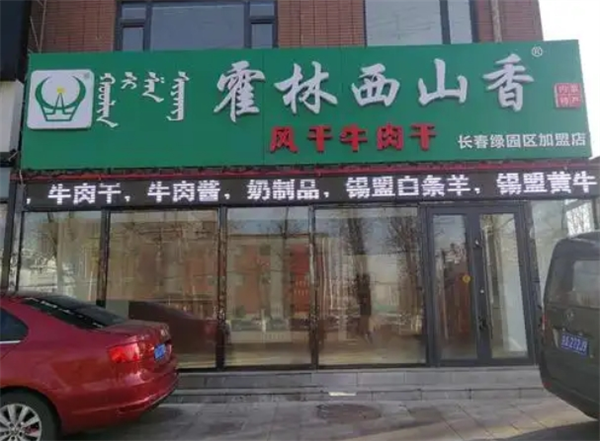 霍林西山香®
风干牛肉干 长春绿园区加盟店
，牛肉干，牛肉酱，奶制品，锡盟白条羊，锡盟黄牛